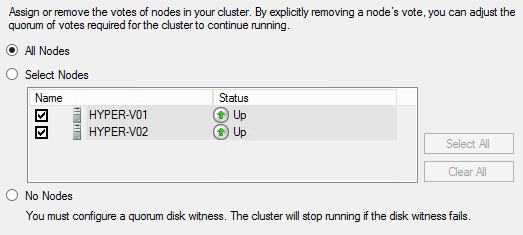 Assign or remove the votes of nodes in your cluster. By explicitly removing a node's vote, you can adjust the
quorum of votes required for the cluster to continue running.
All Nodes
Select Nodes
Name Status
HYPER-V01 Up
HYPER-V02 Up
Select All
Clear All
No Nodes
You must configure a quorum disk witness. The cluster will stop running if the disk witness fails.